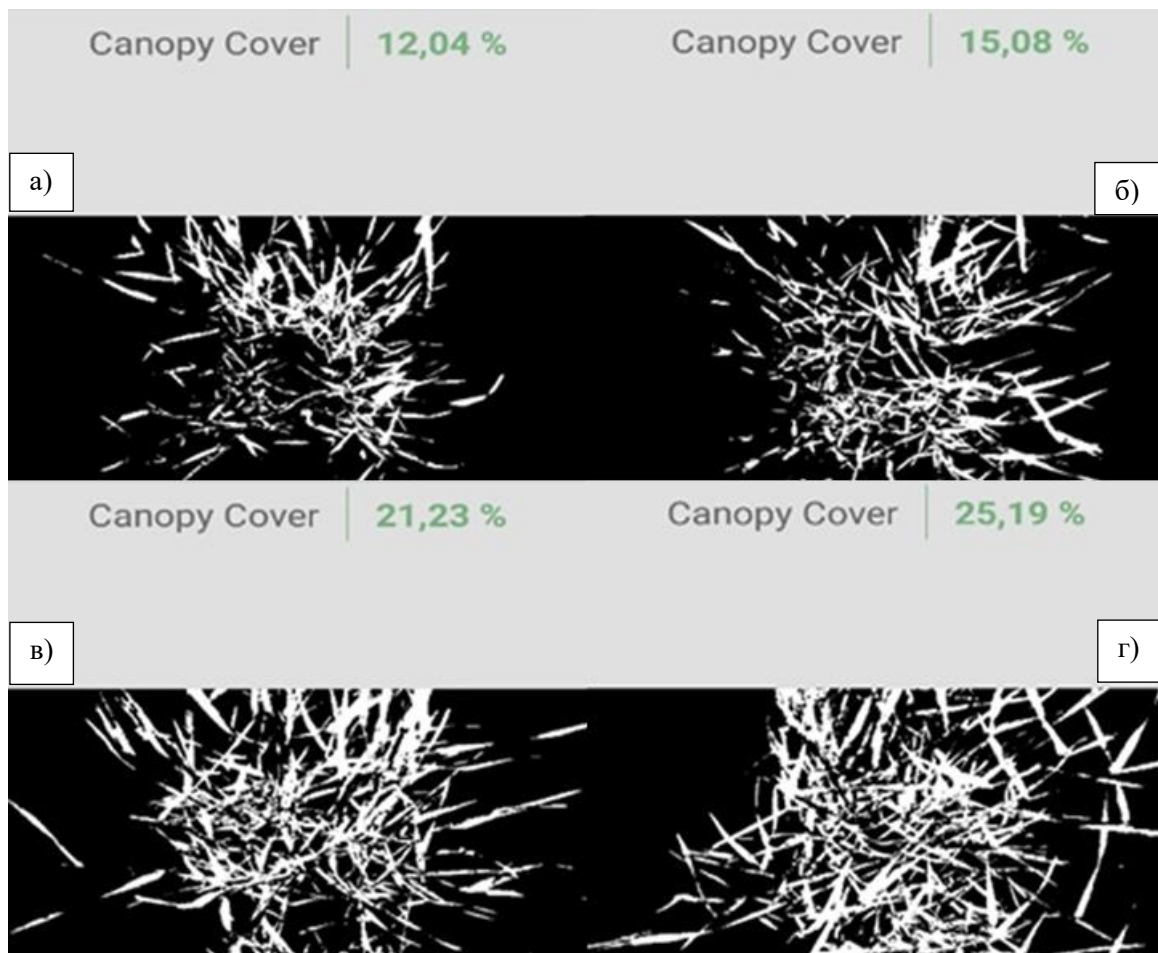 Canopy Cover 12,04 %
Canopy Cover 15,08 %
а)
б)
Canopy Cover 21,23 %
Canopy Cover 25,19 %
в)
г)